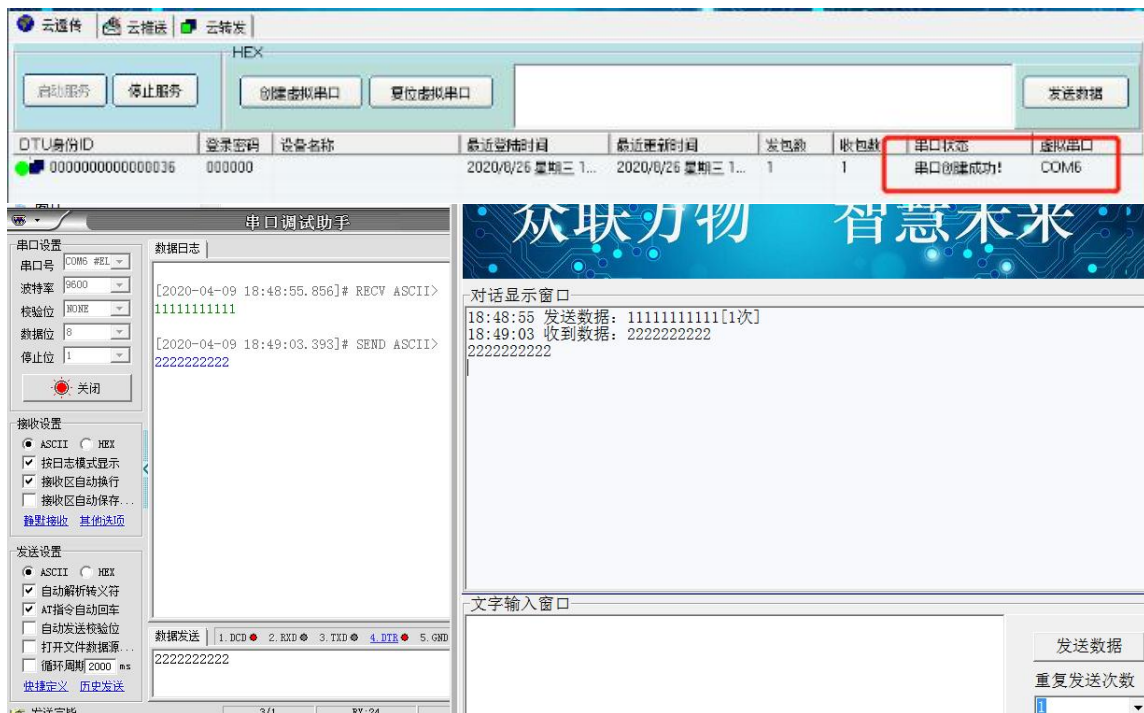 云透传 云推送 云转发
HEX
启动服务 停止服务 创建虚拟串口 复位虚拟串口 发送数据
DTU身份ID 登录密码 设备名称 最近登陆时间 最近更新时间 发包数 收包数 串口状态 虚拟串口
0000000000000036 000000 2020/8/26 星期三 1... 2020/8/26 星期三 1... 1 1 串口创建成功! COM6
串口调试助手
串口设置
串口号 COM6 #EL
波特率 9600
校验位 NONE
数据位 8
停止位 1
关闭
接收设置
ASCII HEX
按日志模式显示
接收区自动换行
接收区自动保存...
静默接收 其他选项
发送设置
ASCII HEX
自动解析转义符
AT指令自动回车
自动发送校验位
打开文件数据源...
循环周期 2000 ms
快捷定义 历史发送
数据日志
[2020-04-09 18:48:55.856]# RECV ASCII>
11111111111
[2020-04-09 18:49:03.393]# SEND ASCII>
2222222222
数据发送 1.DCD 2.RXD 3.TXD 4.DTR 5.GND
2222222222
发送完毕 3/1 RX:24
众联万物 智慧未来
对话显示窗口
18:48:55 发送数据: 11111111111[1次]
18:49:03 收到数据: 2222222222
2222222222
文字输入窗口
发送数据
重复发送次数
1